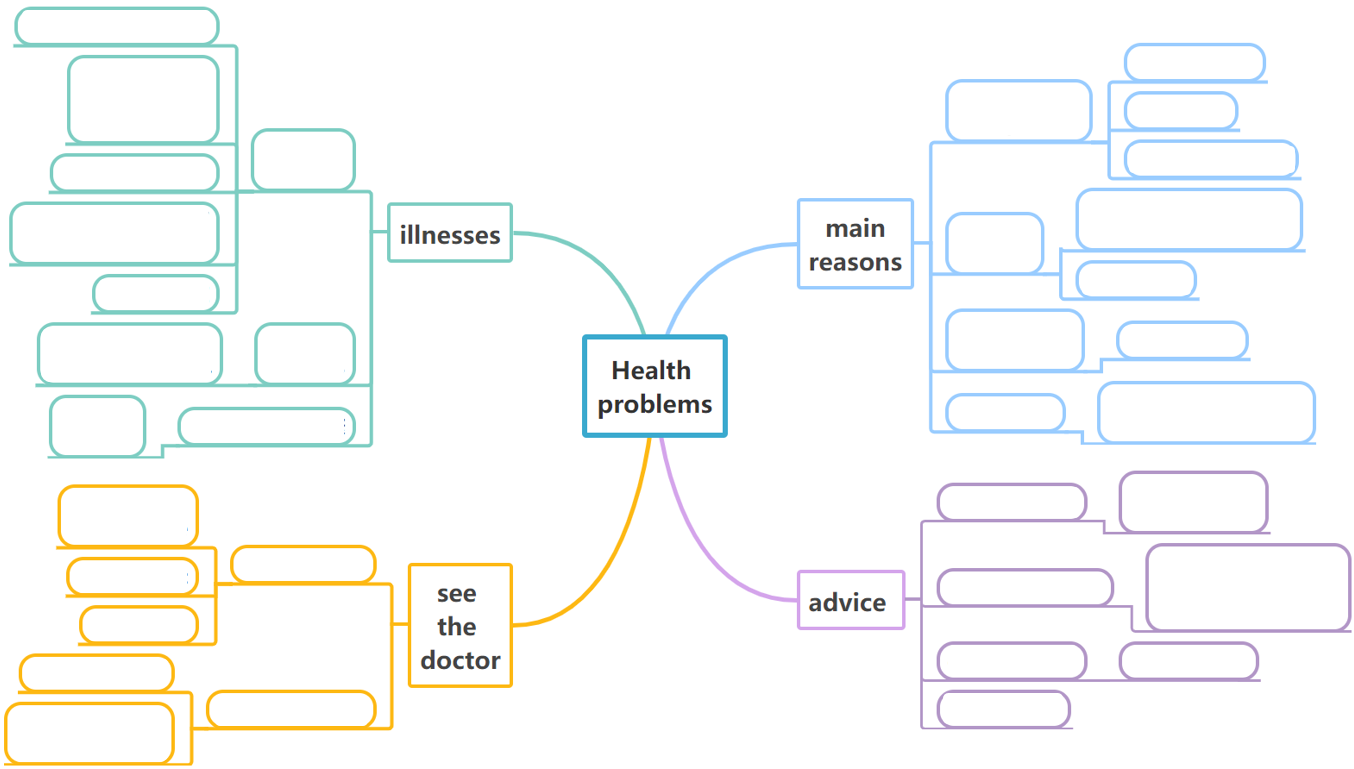 illnesses
main
reasons
Health
problems
see
the
doctor
advice